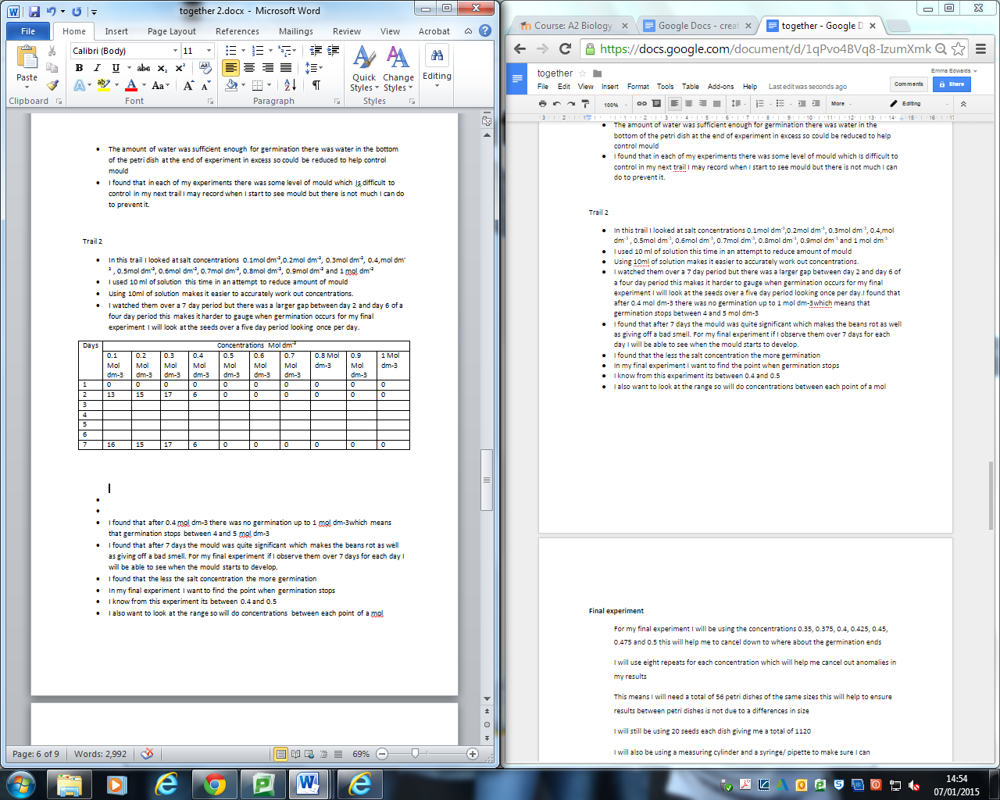 together 2.docx - Microsoft Word
File Home Insert Page Layout References Mailings Review View Acrobat
Calibri (Body) 11
Paste
Quick Styles
Change Styles
Editing
Clipboard Font Paragraph Styles
The amount of water was sufficient enough for germination there was water in the bottom
of the petri dish at the end of experiment in excess so could be reduced to help control
mould
I found that in each of my experiments there was some level of mould which is difficult to
control in my next trail I may record when I start to see mould but there is not much I can do
to prevent it.
Trail 2
In this trail I looked at salt concentrations 0.1mol dm⁻³,0.2mol dm⁻³, 0.3mol dm⁻³, 0.4,mol dm⁻
³ , 0.5mol dm⁻³, 0.6mol dm⁻³, 0.7mol dm⁻³, 0.8mol dm⁻³, 0.9mol dm⁻³ and 1 mol dm⁻³
I used 10 ml of solution this time in an attempt to reduce amount of mould
Using 10ml of solution makes it easier to accurately work out concentrations.
I watched them over a 7 day period but there was a larger gap between day 2 and day 6 of a
four day period this makes it harder to gauge when germination occurs for my final
experiment I will look at the seeds over a five day period looking once per day.
Days Concentrations Mol dm⁻³
0.1 Mol dm-3 0.2 Mol dm-3 0.3 Mol dm-3 0.4 Mol dm-3 0.5 Mol dm-3 0.6 Mol dm-3 0.7 Mol dm-3 0.8 Mol dm-3 0.9 Mol dm-3 1 Mol dm-3
1 0 0 0 0 0 0 0 0 0 0
2 13 15 17 6 0 0 0 0 0 0
3
4
5
6
7 16 15 17 6 0 0 0 0 0 0
I found that after 0.4 mol dm-3 there was no germination up to 1 mol dm-3which means
that germination stops between 4 and 5 mol dm-3
I found that after 7 days the mould was quite significant which makes the beans rot as well
as giving off a bad smell. For my final experiment if I observe them over 7 days for each day I
will be able to see when the mould starts to develop.
I found that the less the salt concentration the more germination
In my final experiment I want to find the point when germination stops
I know from this experiment its between 0.4 and 0.5
I also want to look at the range so will do concentrations between each point of a mol
Page: 6 of 9 Words: 2,992 69%
Course: A2 Biology Google Docs - creat together - Google D
https://docs.google.com/document/d/1qPvo4BVq8-IzumXmk
together
Emma Edwards
File Edit View Insert Format Tools Table Add-ons Help Last edit was seconds ago
Comments Share
100% More Editing
3 2 1 1 2 3 4 5 6 7 8 9 10 11 12 13 14 15 16 17
The amount of water was sufficient enough for germination there was water in the
bottom of the petri dish at the end of experiment in excess so could be reduced to help
control mould
I found that in each of my experiments there was some level of mould which is difficult to
control in my next trail I may record when I start to see mould but there is not much I can
do to prevent it.
Trail 2
In this trail I looked at salt concentrations 0.1mol dm⁻³,0.2mol dm⁻³, 0.3mol dm⁻³, 0.4,mol
dm⁻³ , 0.5mol dm⁻³, 0.6mol dm⁻³, 0.7mol dm⁻³, 0.8mol dm⁻³, 0.9mol dm⁻³ and 1 mol dm⁻³
I used 10 ml of solution this time in an attempt to reduce amount of mould
Using 10ml of solution makes it easier to accurately work out concentrations.
I watched them over a 7 day period but there was a larger gap between day 2 and day 6 of
a four day period this makes it harder to gauge when germination occurs for my final
experiment I will look at the seeds over a five day period looking once per day.I found that
after 0.4 mol dm-3 there was no germination up to 1 mol dm-3which means that
germination stops between 4 and 5 mol dm-3
I found that after 7 days the mould was quite significant which makes the beans rot as well
as giving off a bad smell. For my final experiment if I observe them over 7 days for each
day I will be able to see when the mould starts to develop.
I found that the less the salt concentration the more germination
In my final experiment I want to find the point when germination stops
I know from this experiment its between 0.4 and 0.5
I also want to look at the range so will do concentrations between each point of a mol
Final experiment
For my final experiment I will be using the concentrations 0.35, 0.375, 0.4, 0.425, 0.45,
0.475 and 0.5 this will help me to cancel down to where about the germination ends
I will use eight repeats for each concentration which will help me cancel out anomalies in
my results
This means I will need a total of 56 petri dishes of the same sizes this will help to ensure
results between petri dishes is not due to a differences in size
I will still be using 20 seeds each dish giving me a total of 1120
I will also be using a measuring cylinder and a syringe/ pipette to make sure I can
14:54
07/01/2015